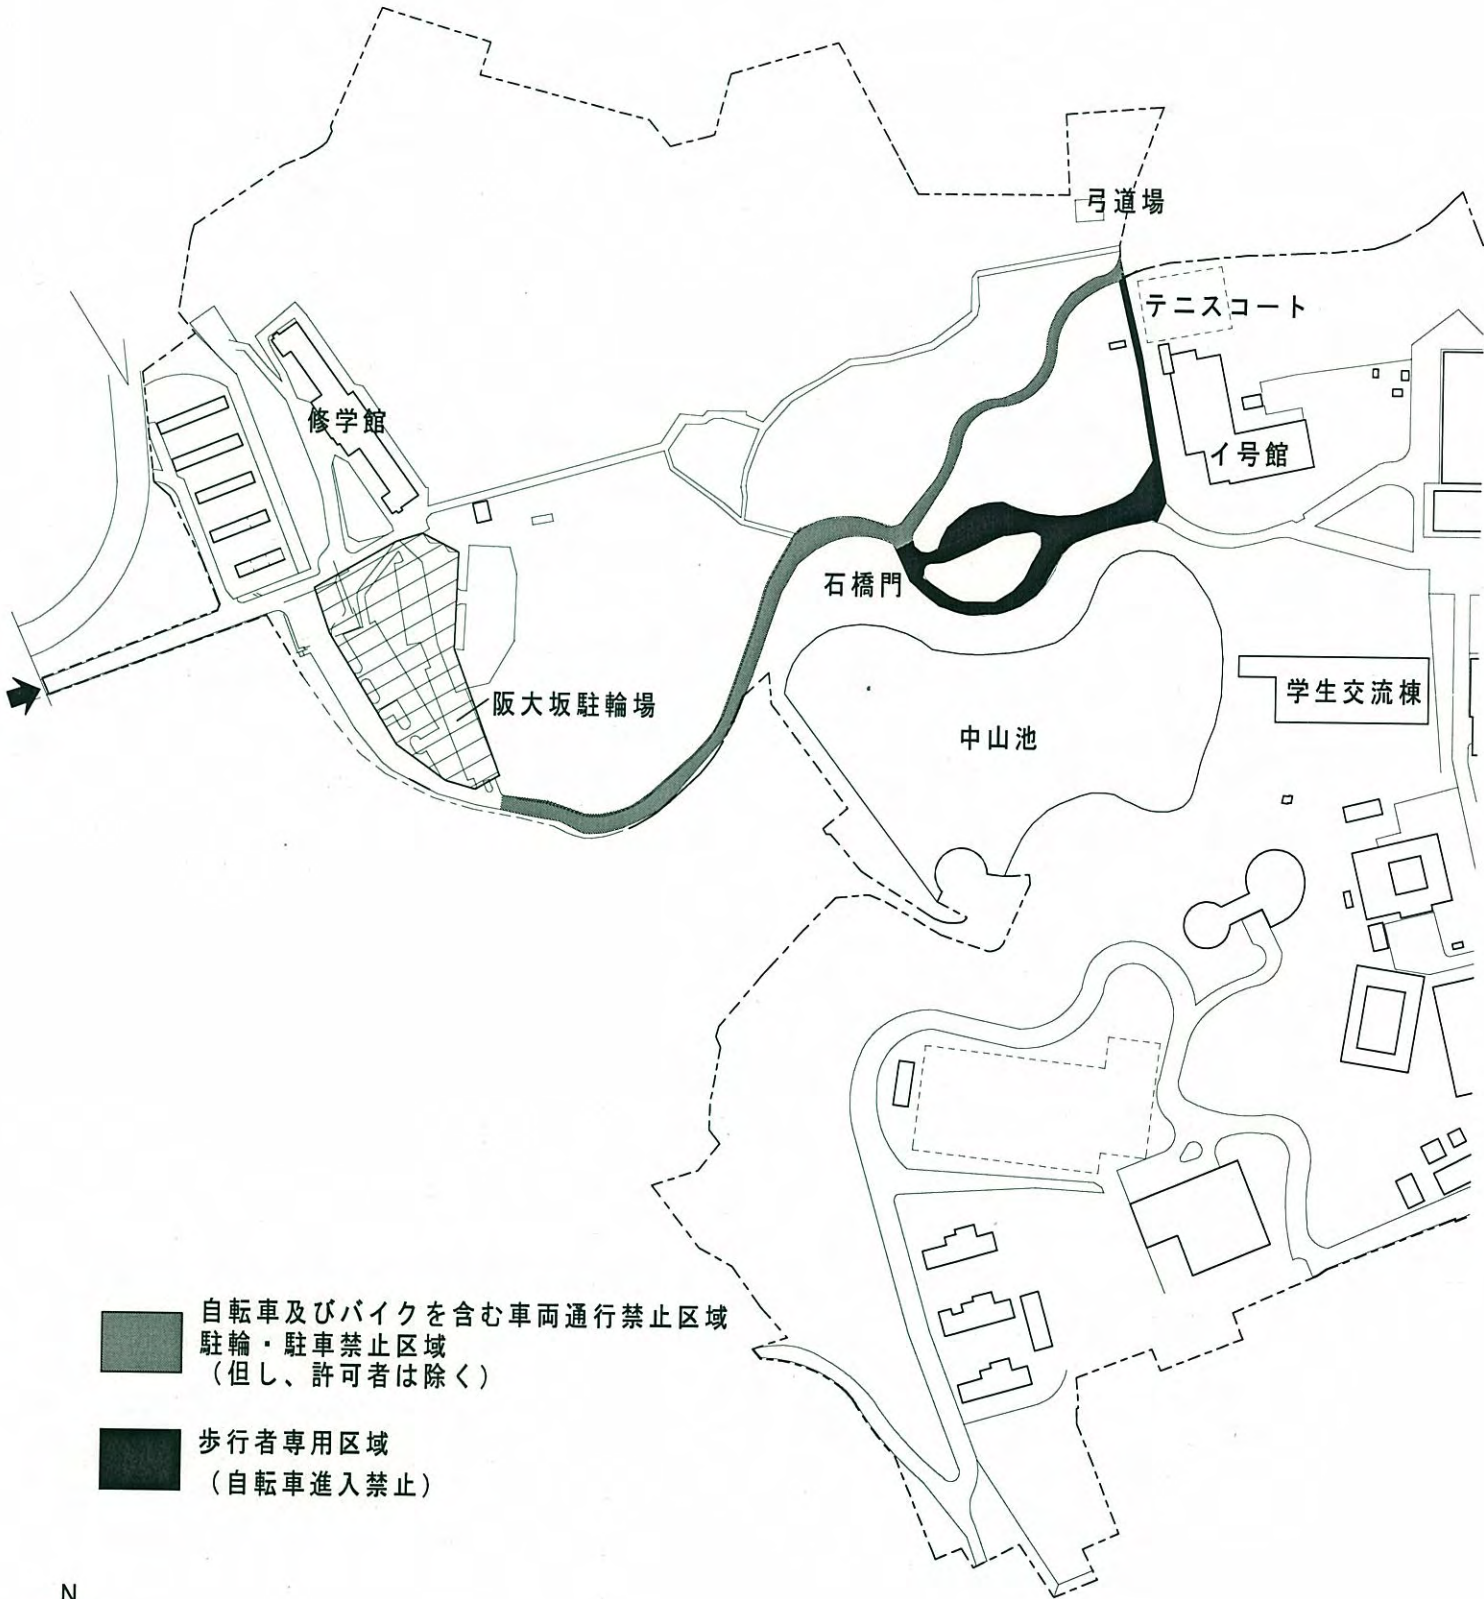 弓道場
テニスコート
修学館
イ号館
石橋門
学生交流棟
阪大坂駐輪場
中山池
自転車及びバイクを含む車両通行禁止区域
駐輪・駐車禁止区域
（但し、許可者は除く）
歩行者専用区域
（自転車進入禁止）
N